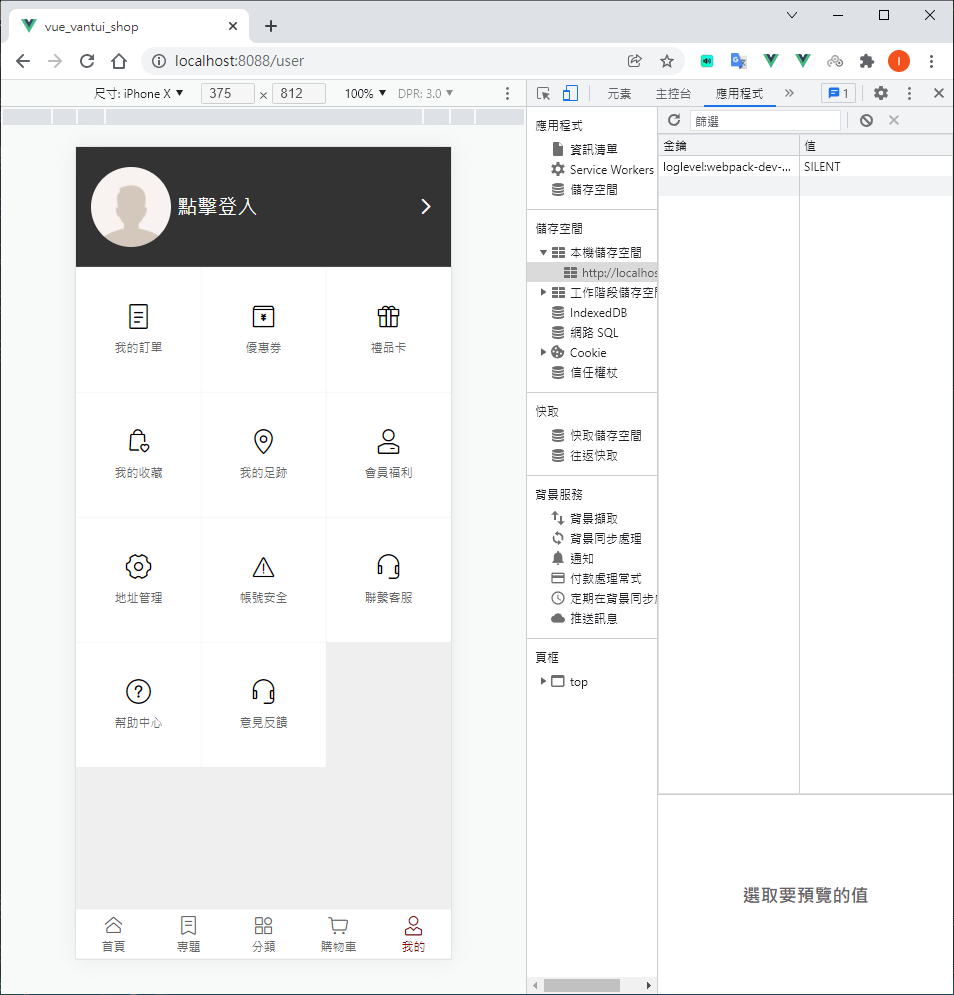 vue_vantui_shop
localhost:8088/user
I
尺寸: iPhone X ▼ 375 × 812 100% ▼ DPR: 3.0 ▼
元素 主控台 應用程式 » 1
點擊登入
我的訂單 優惠券 禮品卡
我的收藏 我的足跡 會員福利
地址管理 帳號安全 聯繫客服
幫助中心 意見反饋
首頁 專題 分類 購物車 我的
應用程式
資訊清單
Service Workers
儲存空間
儲存空間
本機儲存空間
http://localhos
工作階段儲存空間
IndexedDB
網路 SQL
Cookie
信任權杖
快取
快取儲存空間
往返快取
背景服務
背景擷取
背景同步處理
通知
付款處理常式
定期在背景同步
推送訊息
頁框
top
篩選
金鑰 值
loglevel:webpack-dev-... SILENT
選取要預覽的值